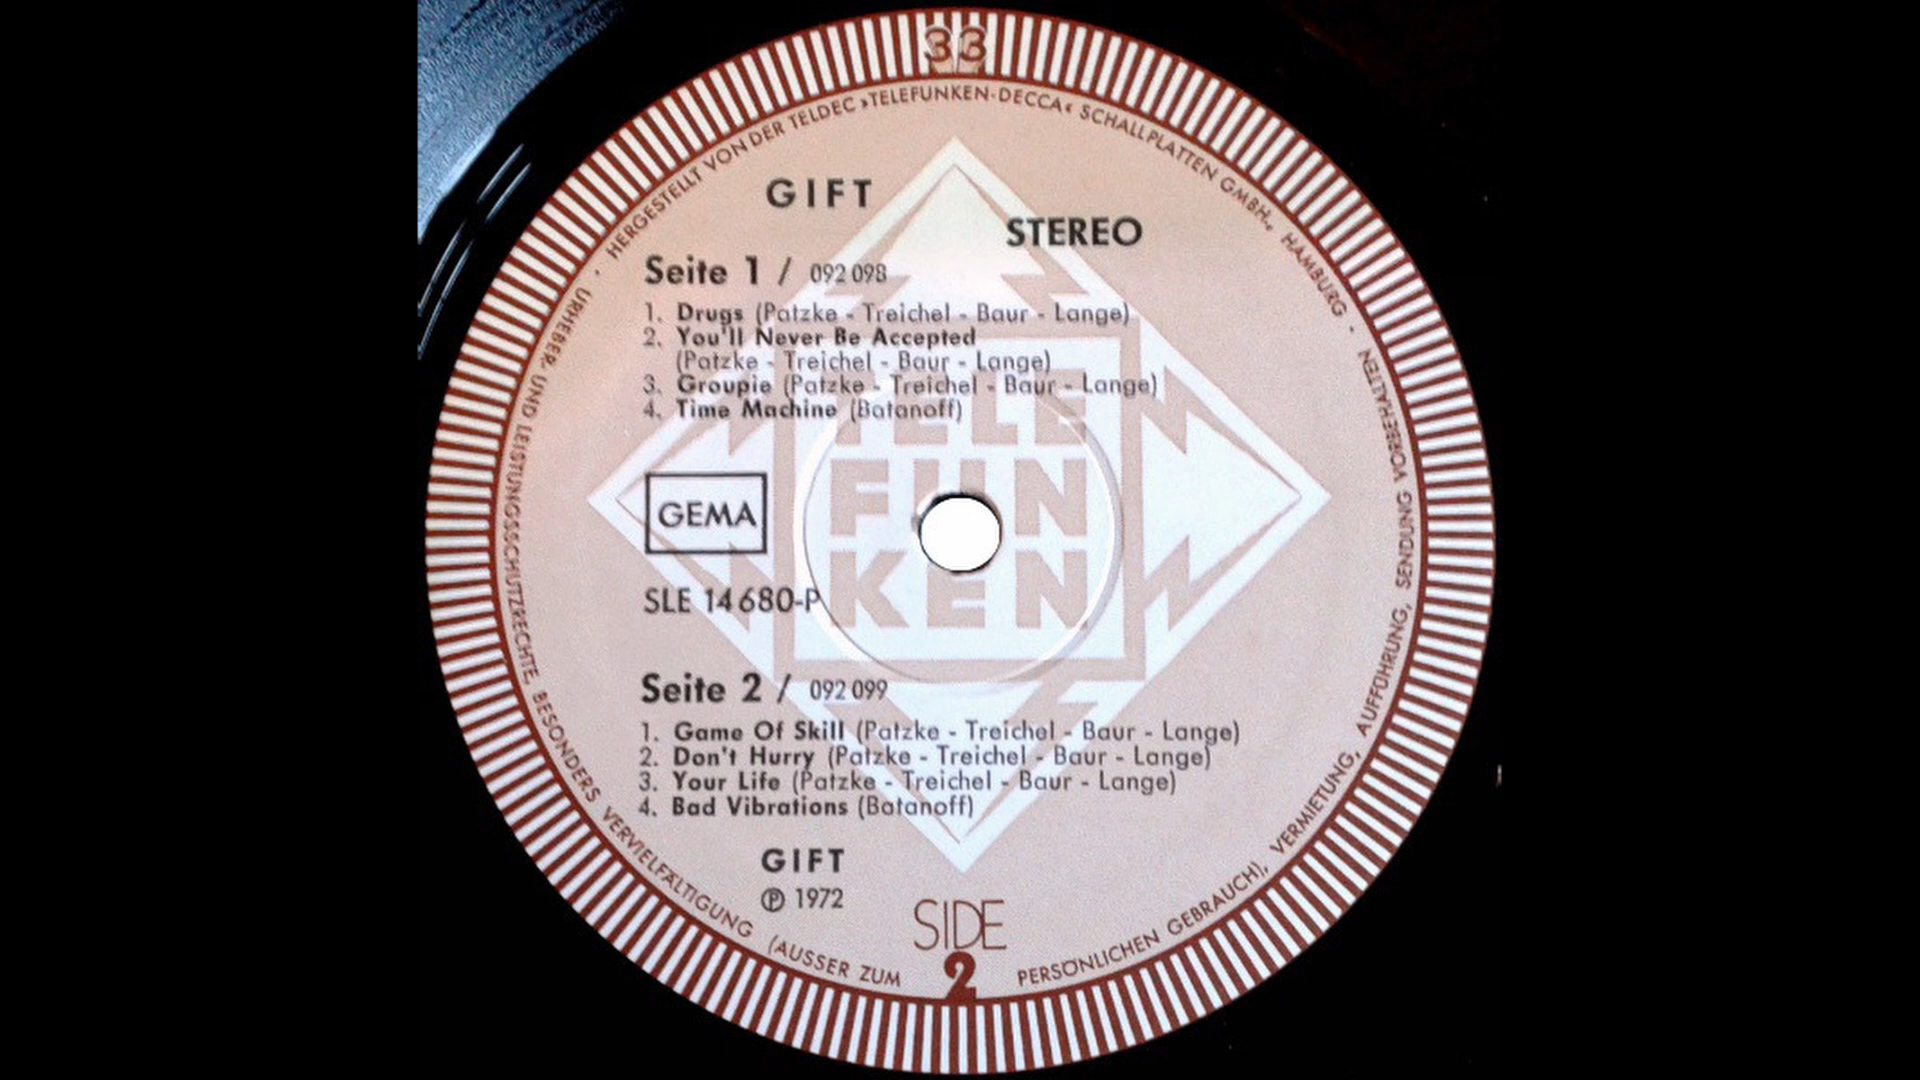 33
HERGESTELLT VON DER TELDEC »TELEFUNKEN-DECCA« SCHALLPLATTEN GMBH., HAMBURG · URHEBER- UND LEISTUNGSSCHUTZRECHTE, BESONDERS VERVIELFÄLTIGUNG (AUSSER ZUM PERSÖNLICHEN GEBRAUCH), VERMIETUNG, AUFFÜHRUNG, SENDUNG VORBEHALTEN ·
GIFT
STEREO
Seite 1 / 092 098
1. Drugs (Patzke - Treichel - Baur - Lange)
2. You'll Never Be Accepted
(Patzke - Treichel - Baur - Lange)
3. Groupie (Patzke - Treichel - Baur - Lange)
4. Time Machine (Batanoff)
TELE
FUN
KEN
GEMA
SLE 14 680-P
Seite 2 / 092 099
1. Game Of Skill (Patzke - Treichel - Baur - Lange)
2. Don't Hurry (Patzke - Treichel - Baur - Lange)
3. Your Life (Patzke - Treichel - Baur - Lange)
4. Bad Vibrations (Batanoff)
GIFT
℗ 1972
SIDE
2